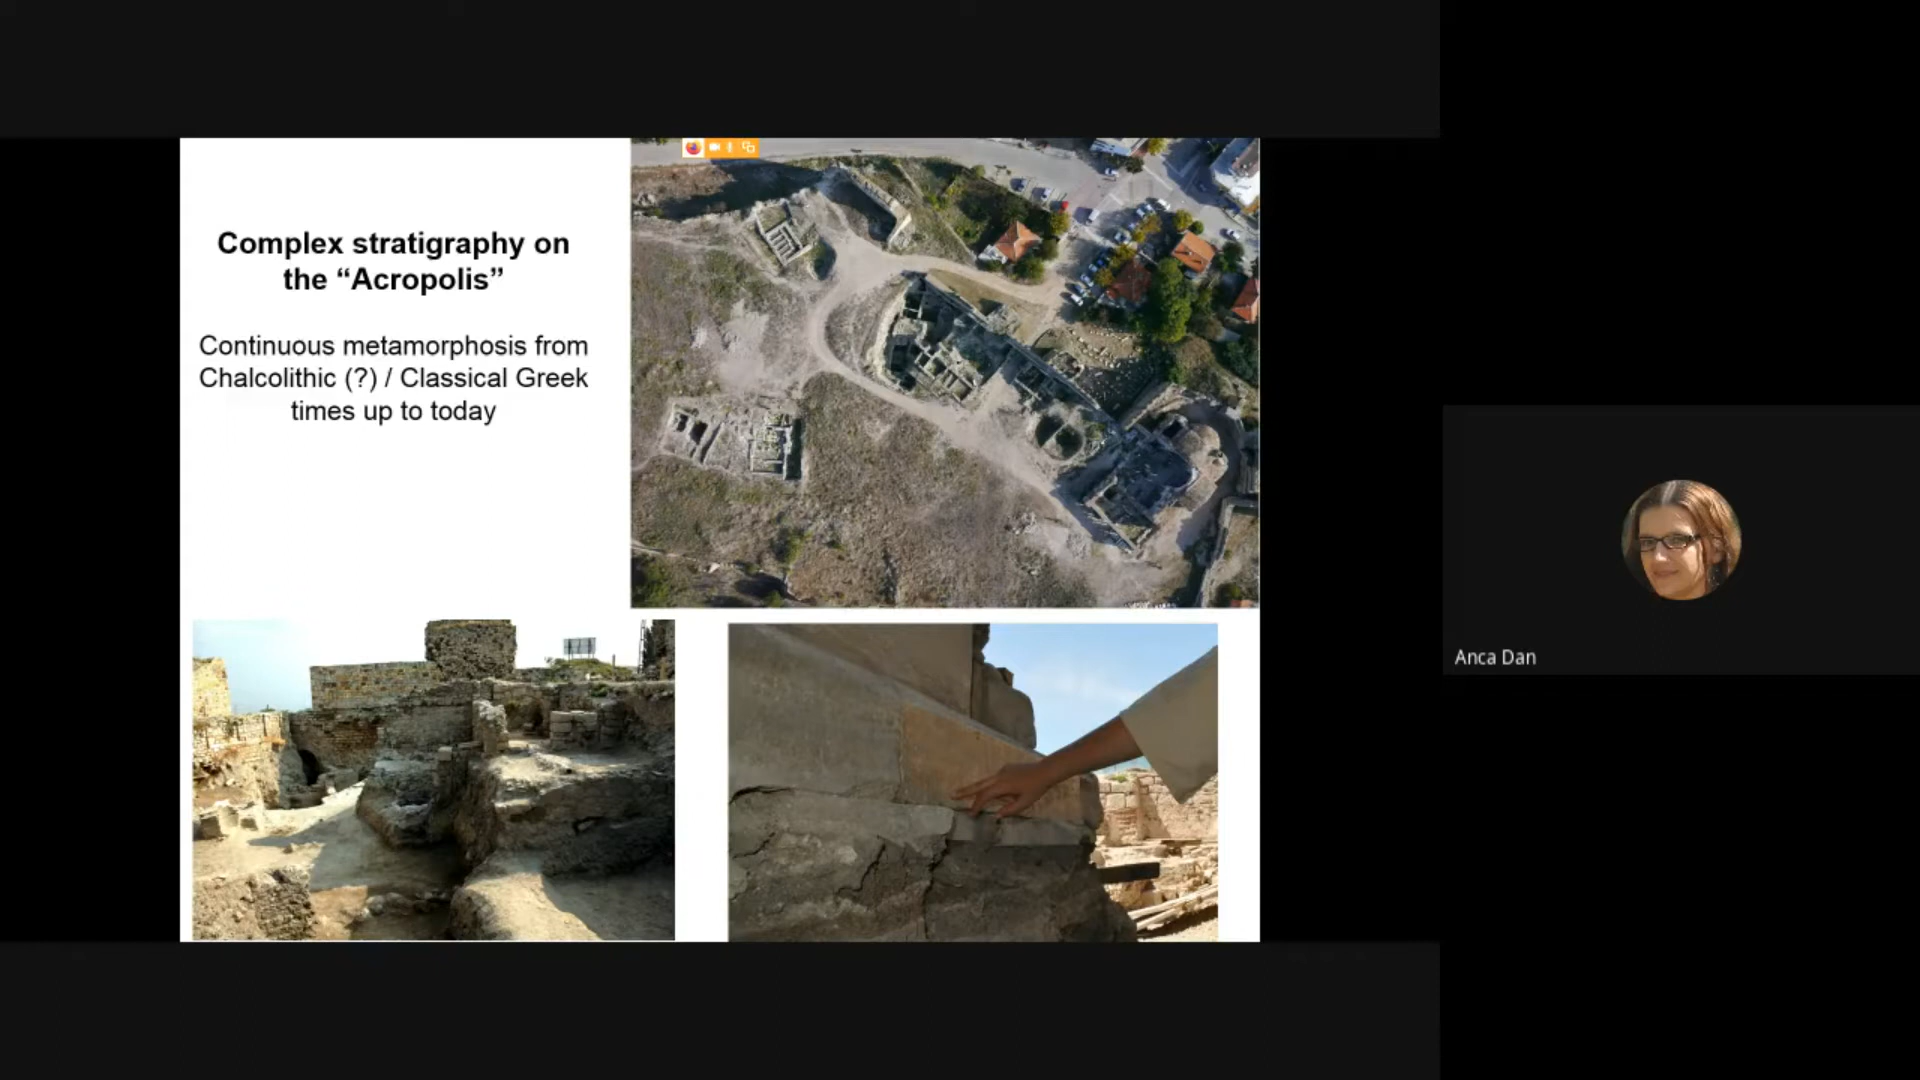 Complex stratigraphy on
the “Acropolis”
Continuous metamorphosis from
Chalcolithic (?) / Classical Greek
times up to today
Anca Dan